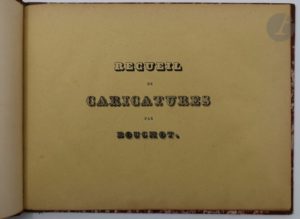 RECUEIL
DE
CARICATURES
PAR
BOUCHOT.